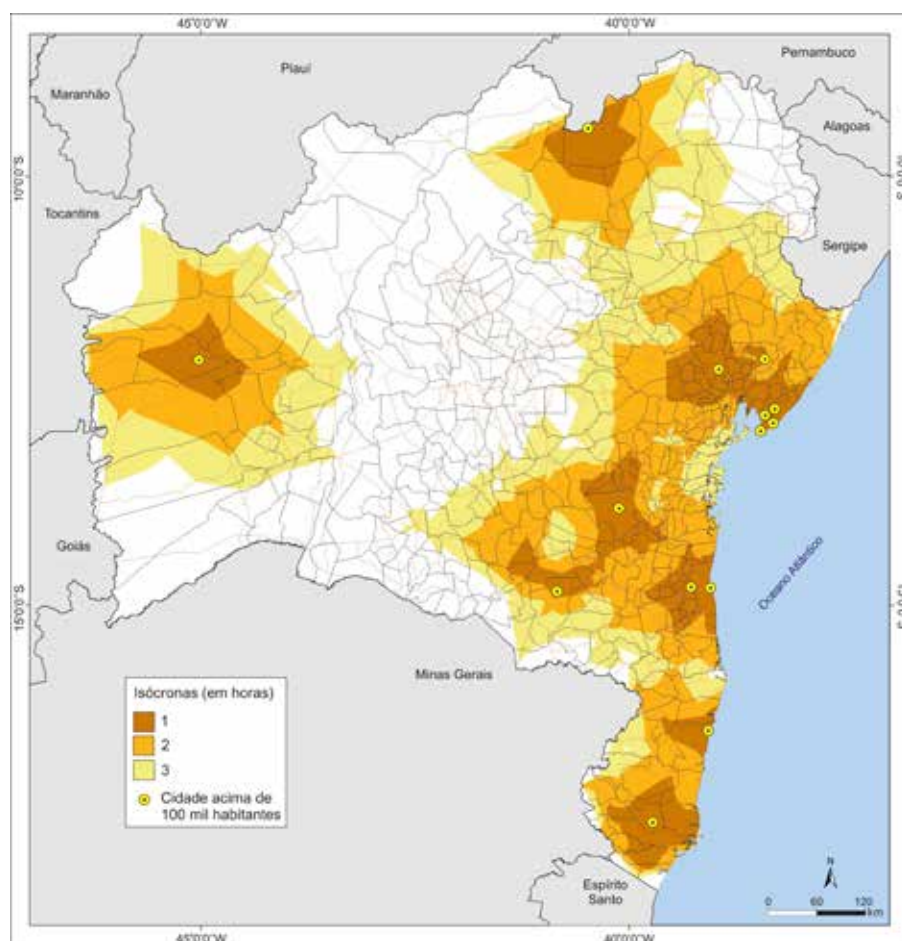 45°0'0"W
40°0'0"W
Pernambuco
Piauí
Maranhão
Alagoas
10°0'0"S
Tocantins
Sergipe
Goiás
Oceano Atlântico
15°0'0"S
Minas Gerais
Isócronas (em horas)
1
2
3
Cidade acima de
100 mil habitantes
Espírito
Santo
N
0 60 120
km
45°0'0"W
40°0'0"W